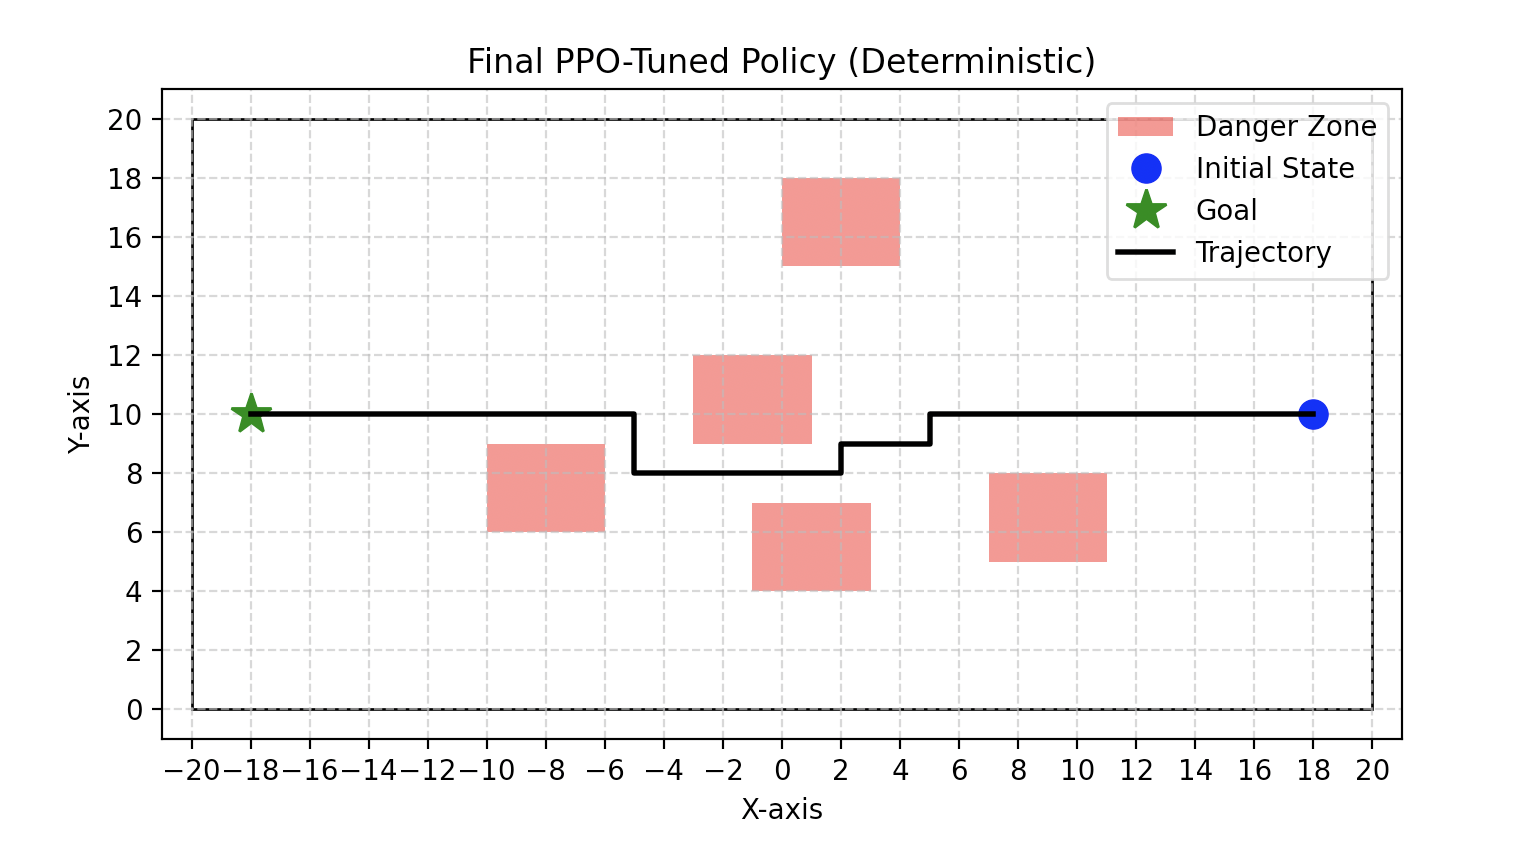 Final PPO-Tuned Policy (Deterministic)
Danger Zone
Initial State
Goal
Trajectory
Y-axis
20
18
16
14
12
10
8
6
4
2
0
−20 −18 −16 −14 −12 −10 −8 −6 −4 −2 0 2 4 6 8 10 12 14 16 18 20
X-axis